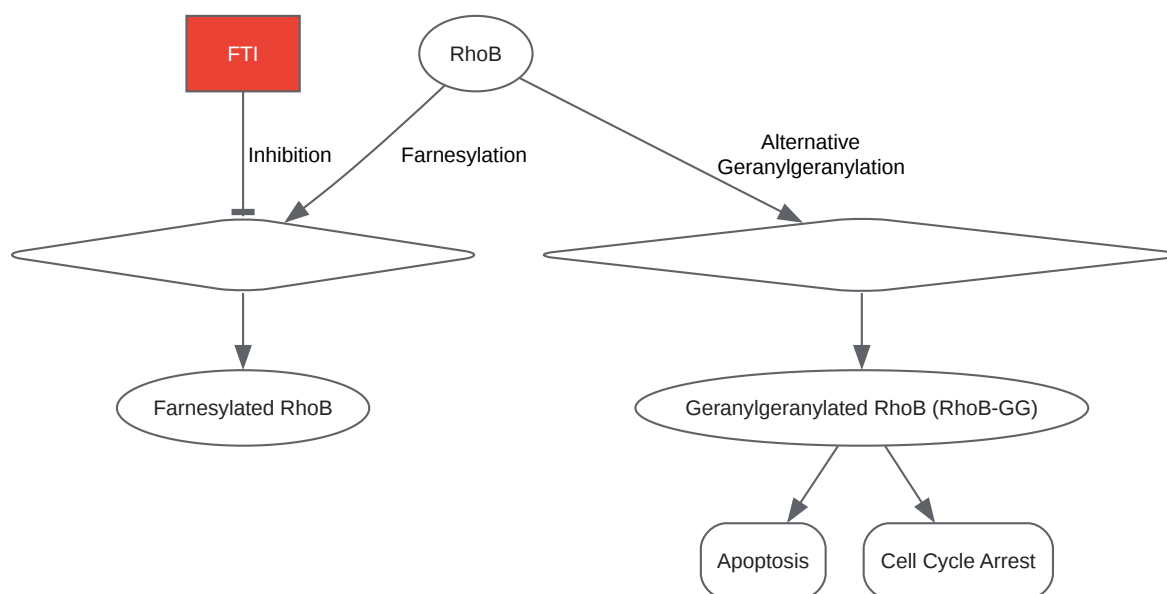 FTI
RhoB
Inhibition
Farnesylation
Alternative
Geranylgeranylation
Farnesylated RhoB
Geranylgeranylated RhoB (RhoB-GG)
Apoptosis
Cell Cycle Arrest